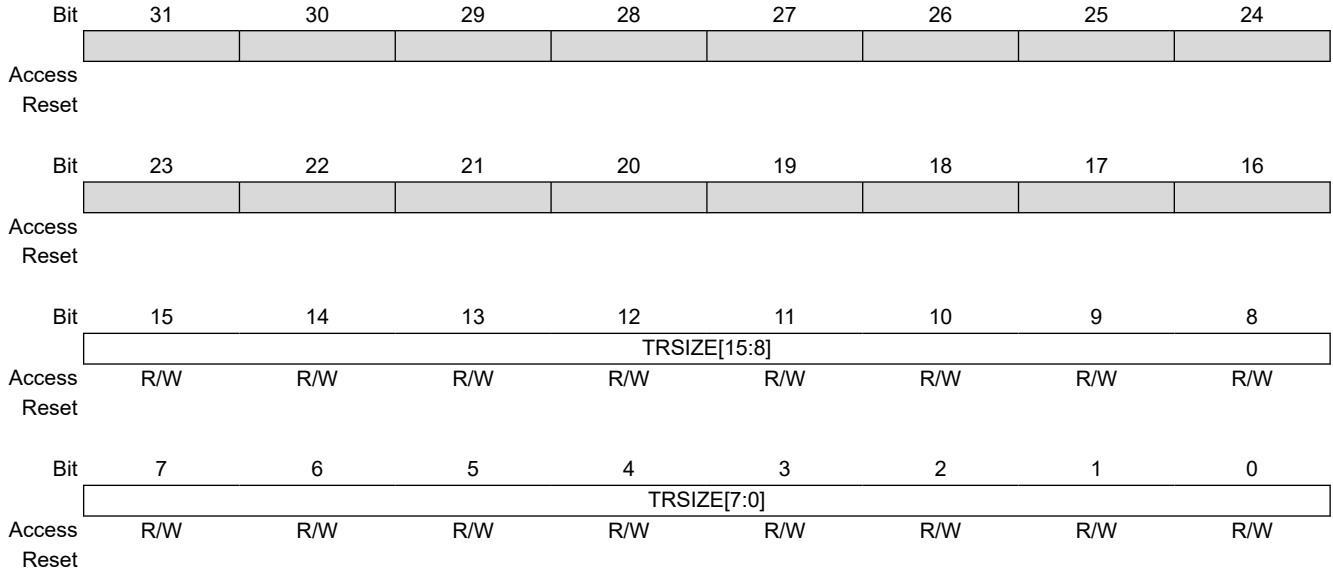 Bit 31 30 29 28 27 26 25 24
Access
Reset
Bit 23 22 21 20 19 18 17 16
Access
Reset
Bit 15 14 13 12 11 10 9 8
TRSIZE[15:8]
Access R/W R/W R/W R/W R/W R/W R/W R/W
Reset
Bit 7 6 5 4 3 2 1 0
TRSIZE[7:0]
Access R/W R/W R/W R/W R/W R/W R/W R/W
Reset